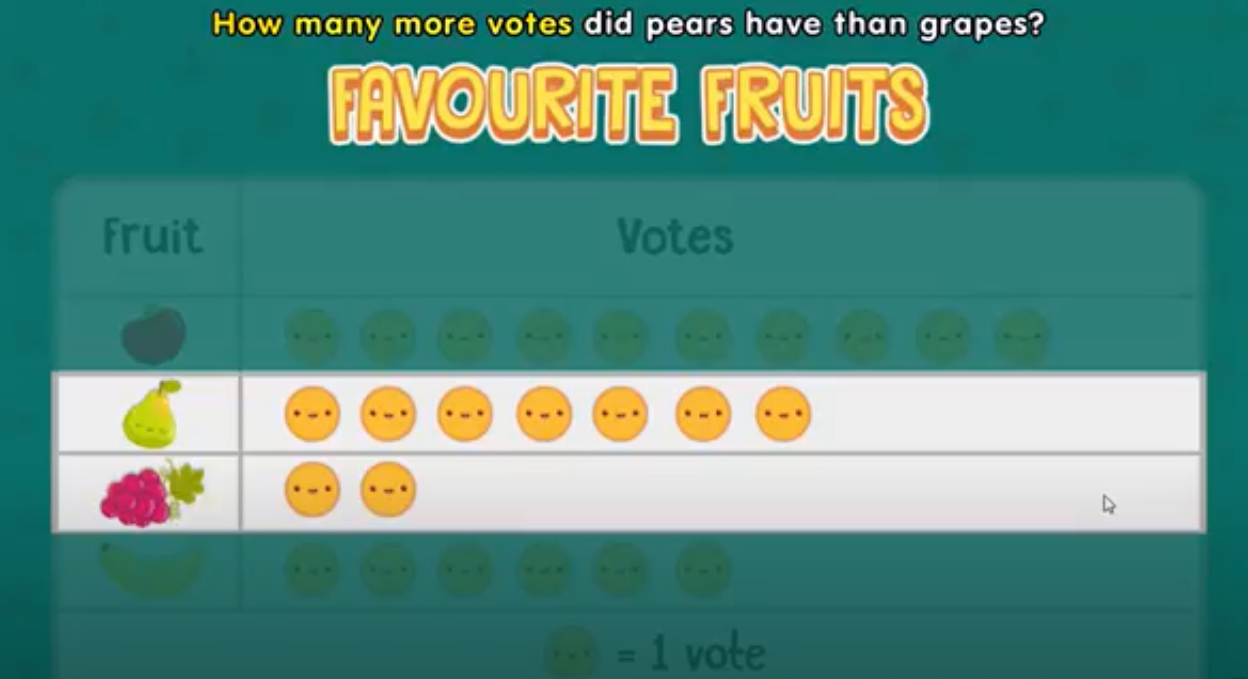 How many more votes did pears have than grapes?
FAVOURITE FRUITS
Fruit Votes
= 1 vote